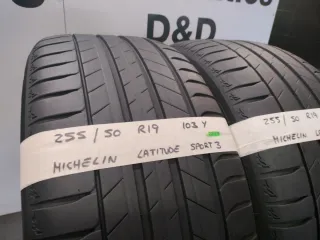 D&D
255/50 R19 103 Y
MICHELIN LATITUDE SPORT 3
255/50 R19
MICHELIN